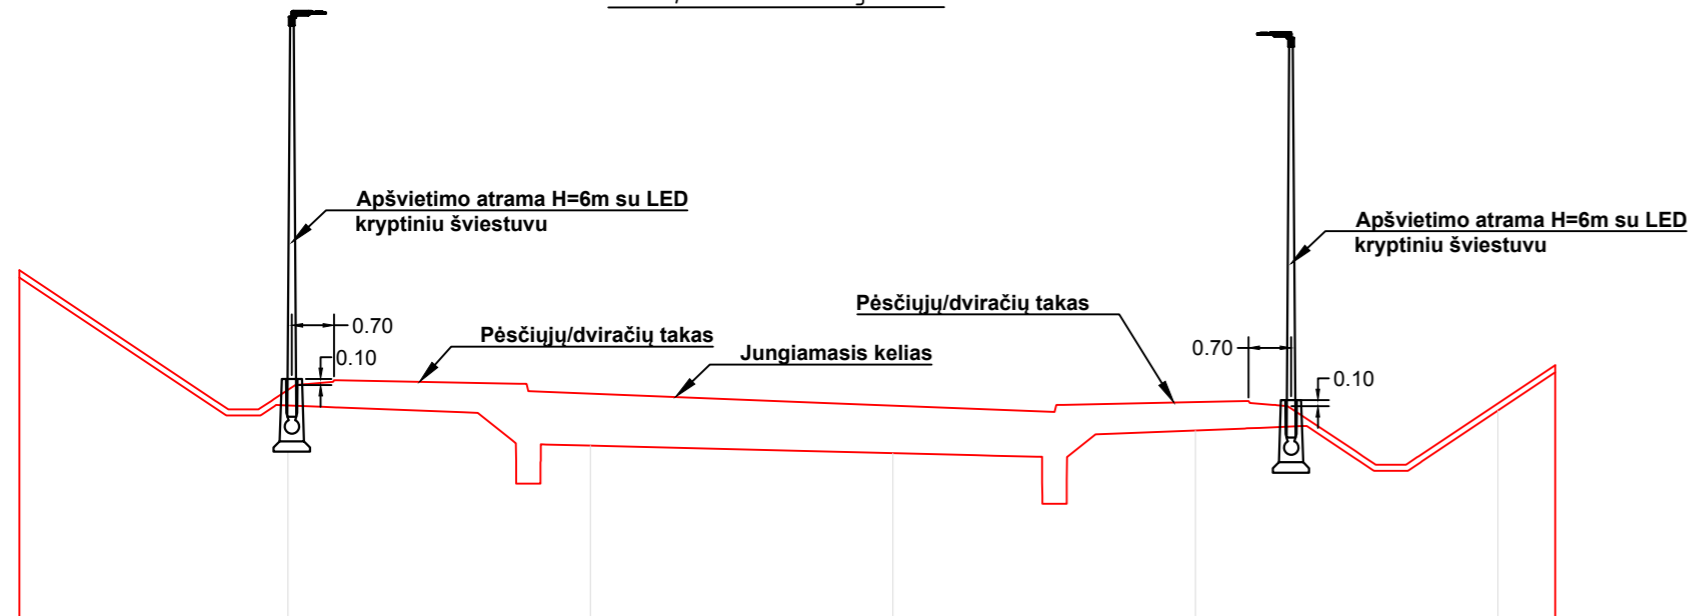 Apšvietimo atrama H=6m su LED
kryptiniu šviestuvu
Apšvietimo atrama H=6m su LED
kryptiniu šviestuvu
Pėsčiųjų/dviračių takas
0.70
Pėsčiųjų/dviračių takas
0.70
Jungiamasis kelias
0.10
0.10